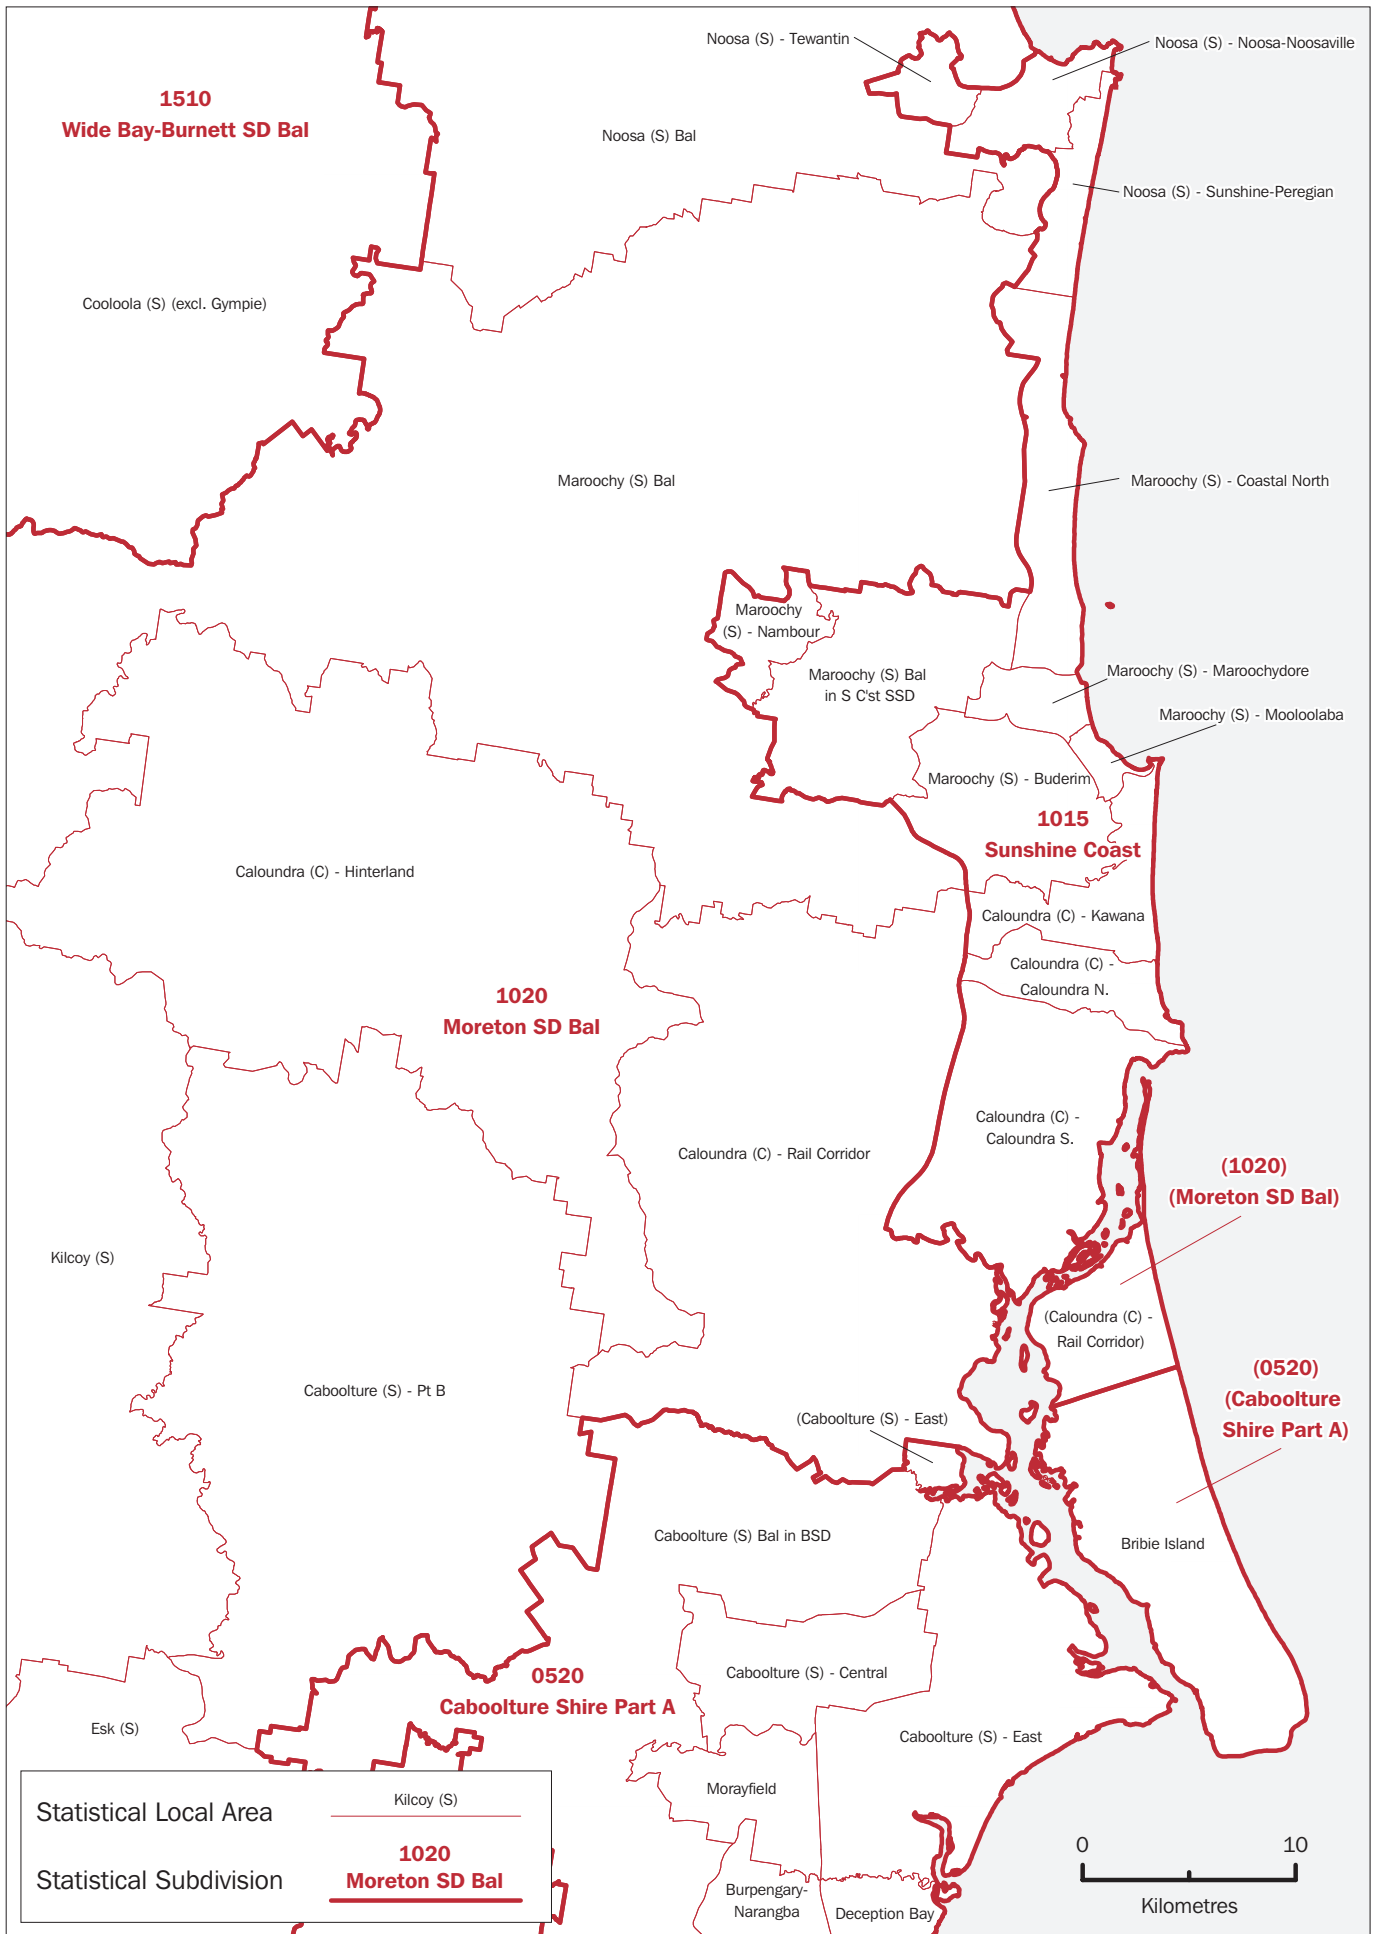 Noosa (S) - Tewantin
Noosa (S) - Noosa-Noosaville
1510
Wide Bay-Burnett SD Bal
Noosa (S) Bal
Noosa (S) - Sunshine-Peregian
Cooloola (S) (excl. Gympie)
Maroochy (S) Bal
Maroochy (S) - Coastal North
Maroochy
(S) - Nambour
Maroochy (S) Bal
in S C'st SSD
Maroochy (S) - Maroochydore
Maroochy (S) - Mooloolaba
Maroochy (S) - Buderim
1015
Sunshine Coast
Caloundra (C) - Hinterland
Caloundra (C) - Kawana
Caloundra (C) -
Caloundra N.
1020
Moreton SD Bal
Caloundra (C) -
Caloundra S.
Caloundra (C) - Rail Corridor
(1020)
(Moreton SD Bal)
Kilcoy (S)
(Caloundra (C) -
Rail Corridor)
(0520)
(Caboolture
Shire Part A)
Caboolture (S) - Pt B
(Caboolture (S) - East)
Caboolture (S) Bal in BSD
Bribie Island
Caboolture (S) - Central
0520
Caboolture Shire Part A
Esk (S)
Caboolture (S) - East
Morayfield
Burpengary-
Narangba
Deception Bay
Statistical Local Area
Kilcoy (S)
Statistical Subdivision
1020
Moreton SD Bal
0 10
Kilometres